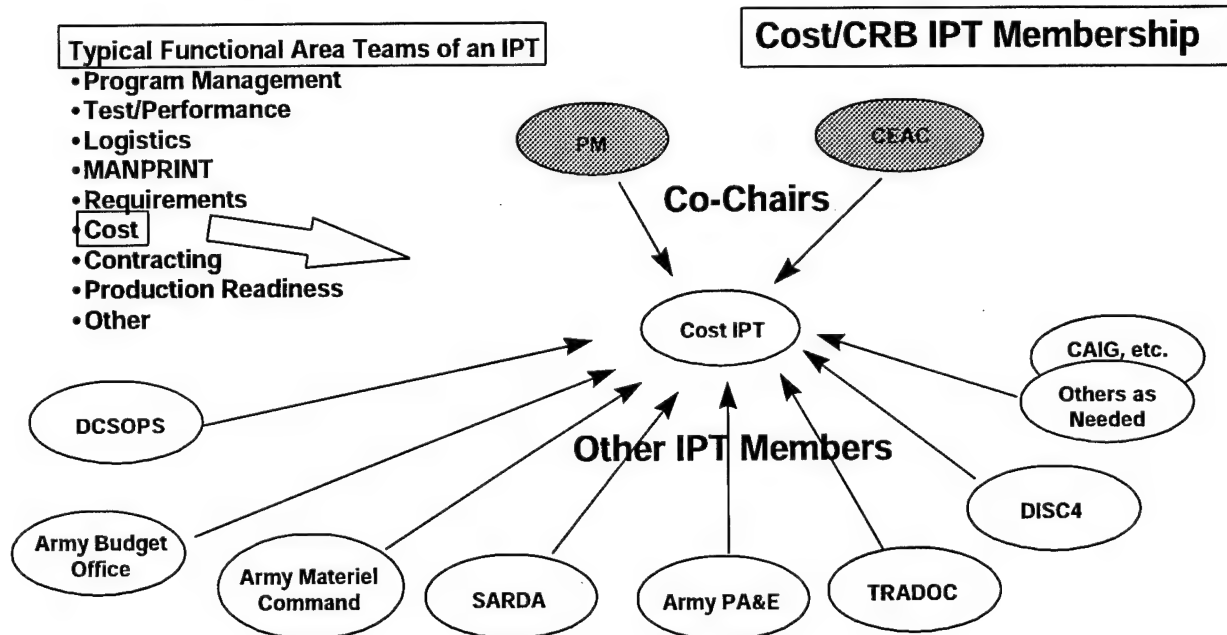 Typical Functional Area Teams of an IPT
•Program Management
•Test/Performance
•Logistics
•MANPRINT
•Requirements
•Cost
•Contracting
•Production Readiness
•Other
Cost/CRB IPT Membership
PM
CEAC
Co-Chairs
Cost IPT
CAIG, etc.
Others as
Needed
DCSOPS
Other IPT Members
DISC4
Army Budget
Office
Army Materiel
Command
SARDA
Army PA&E
TRADOC